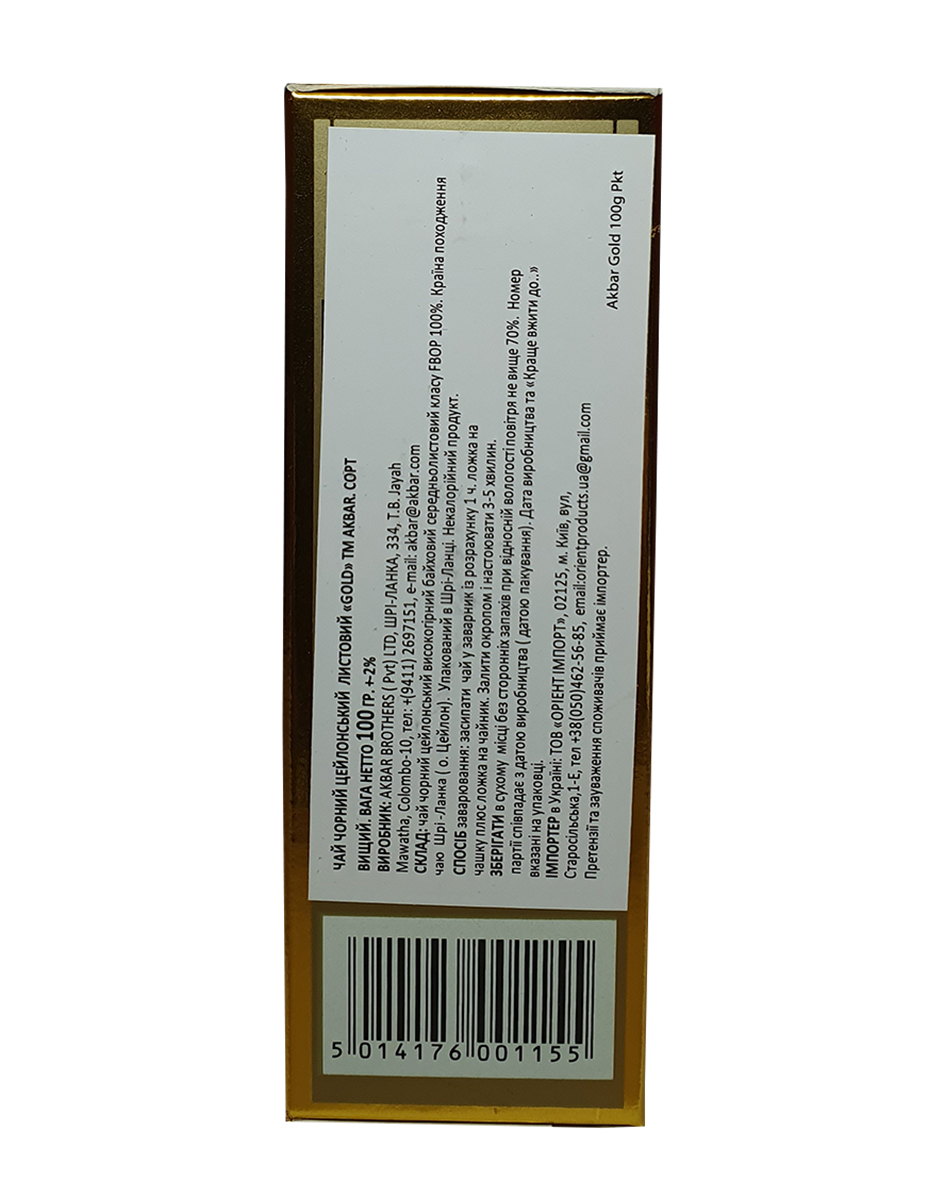 ЧАЙ ЧОРНИЙ ЦЕЙЛОНСЬКИЙ ЛИСТОВИЙ «GOLD» ТМ AKBAR. СОРТ
ВИЩИЙ. ВАГА НЕТТО 100 ГР. +-2%
ВИРОБНИК: AKBAR BROTHERS ( Pvt) LTD, ШРІ-ЛАНКА, 334, T.B. Jayah
Mawatha, Colombo-10, тел: +(9411) 2697151, e-mail: akbar@akbar.com
СКЛАД: чай чорний цейлонський високогірний байховий середньолистовий класу FBOP 100%. Країна походження
чаю Шрі -Ланка ( о. Цейлон). Упакований в Шрі-Ланці. Некалорійний продукт.
СПОСІБ заварювання: засипати чай у заварник із розрахунку 1 ч. ложка на
чашку плюс ложка на чайник. Залити окропом і настоювати 3-5 хвилин.
ЗБЕРІГАТИ в сухому місці без сторонніх запахів при відносній вологості повітря не вище 70%. Номер
партії співпадає з датою виробництва ( датою пакування). Дата виробництва та «Краще вжити до..»
вказані на упаковці.
ІМПОРТЕР в Україні: ТОВ «ОРІЕНТ ІМПОРТ», 02125, м. Київ, вул,
Старосільська,1-Е, тел +38(050)462-56-85, email:orientproducts.ua@gmail.com
Претензії та зауваження споживачів приймає імпортер.
Akbar Gold 100g Pkt
5 014176 001155